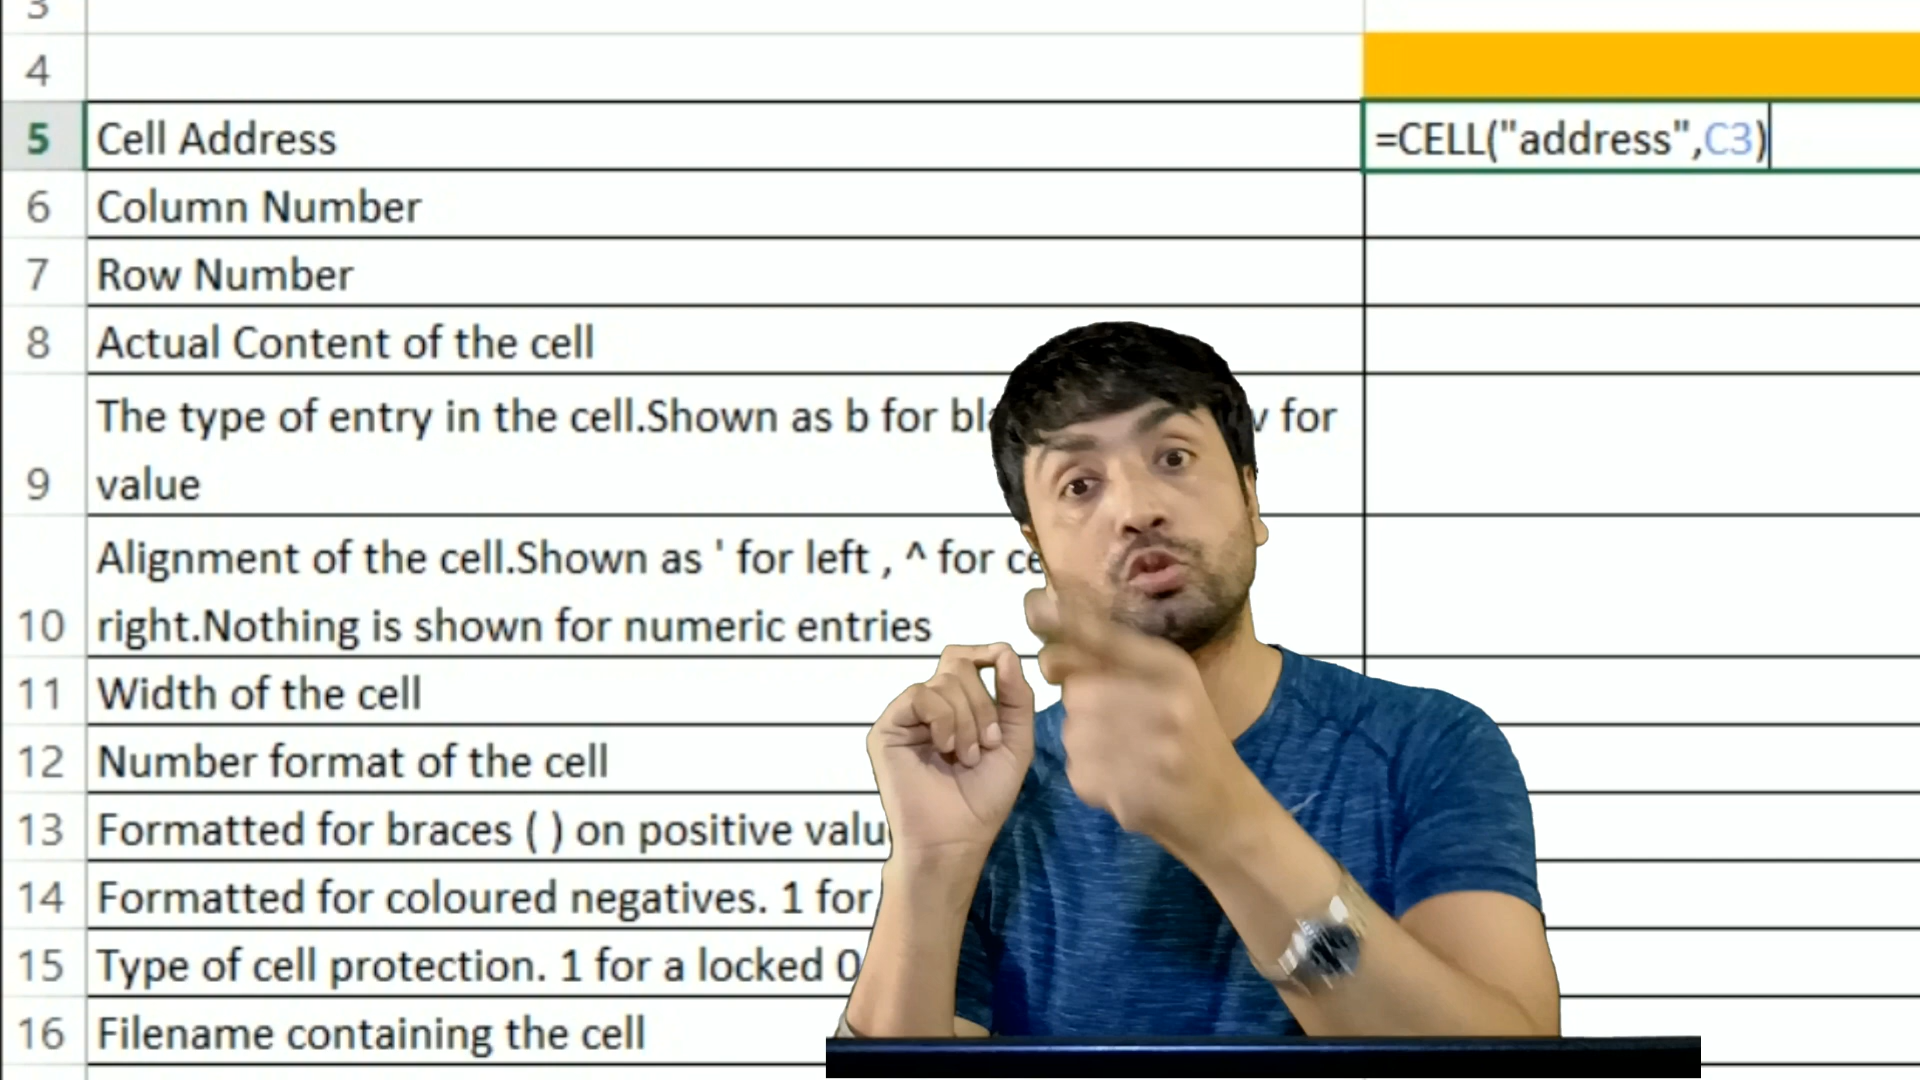 3
4
5 Cell Address =CELL("address",C3)
6 Column Number
7 Row Number
8 Actual Content of the cell
The type of entry in the cell.Shown as b for for
9 value
Alignment of the cell.Shown as ' for left , ^ for
10 right.Nothing is shown for numeric entries
11 Width of the cell
12 Number format of the cell
13 Formatted for braces ( ) on positive
14 Formatted for coloured negatives. 1 for
15 Type of cell protection. 1 for a locked 0
16 Filename containing the cell